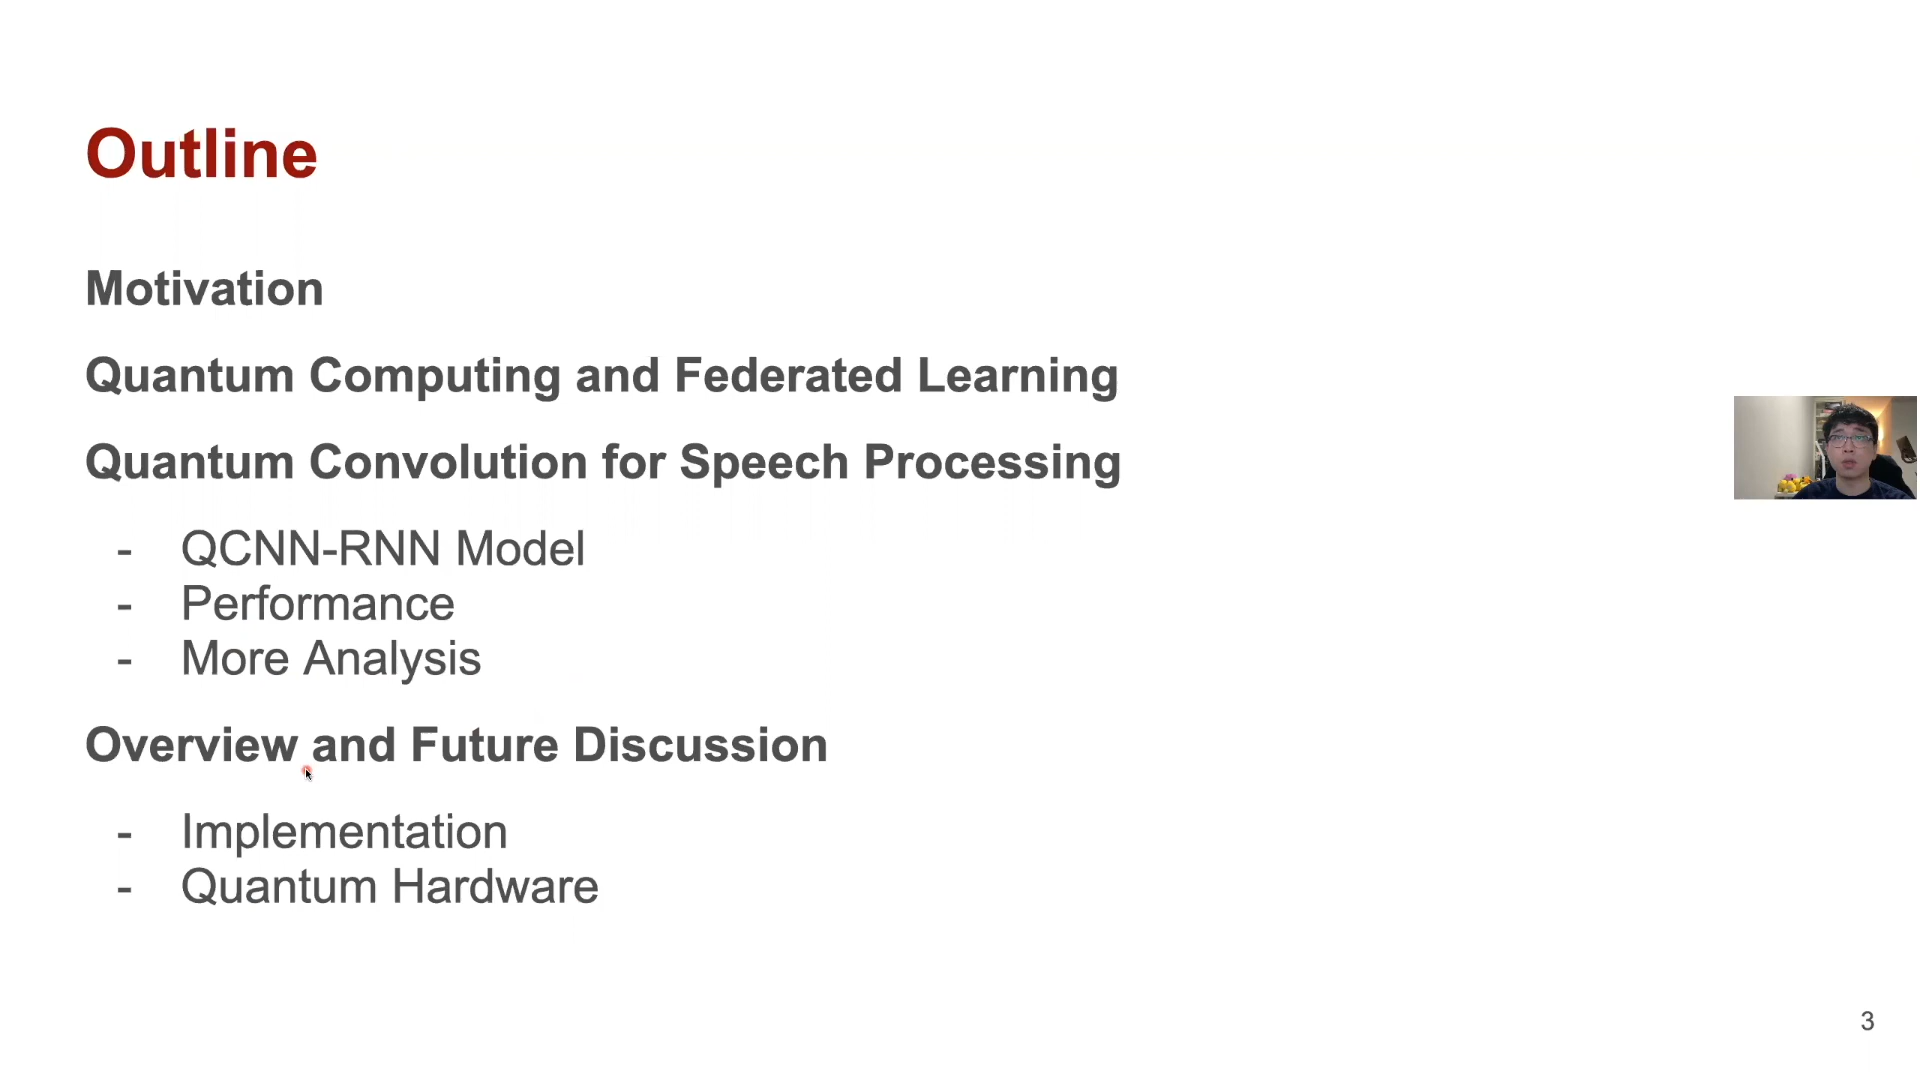 Outline
Motivation
Quantum Computing and Federated Learning
Quantum Convolution for Speech Processing
- QCNN-RNN Model
- Performance
- More Analysis
Overview and Future Discussion
- Implementation
- Quantum Hardware
3